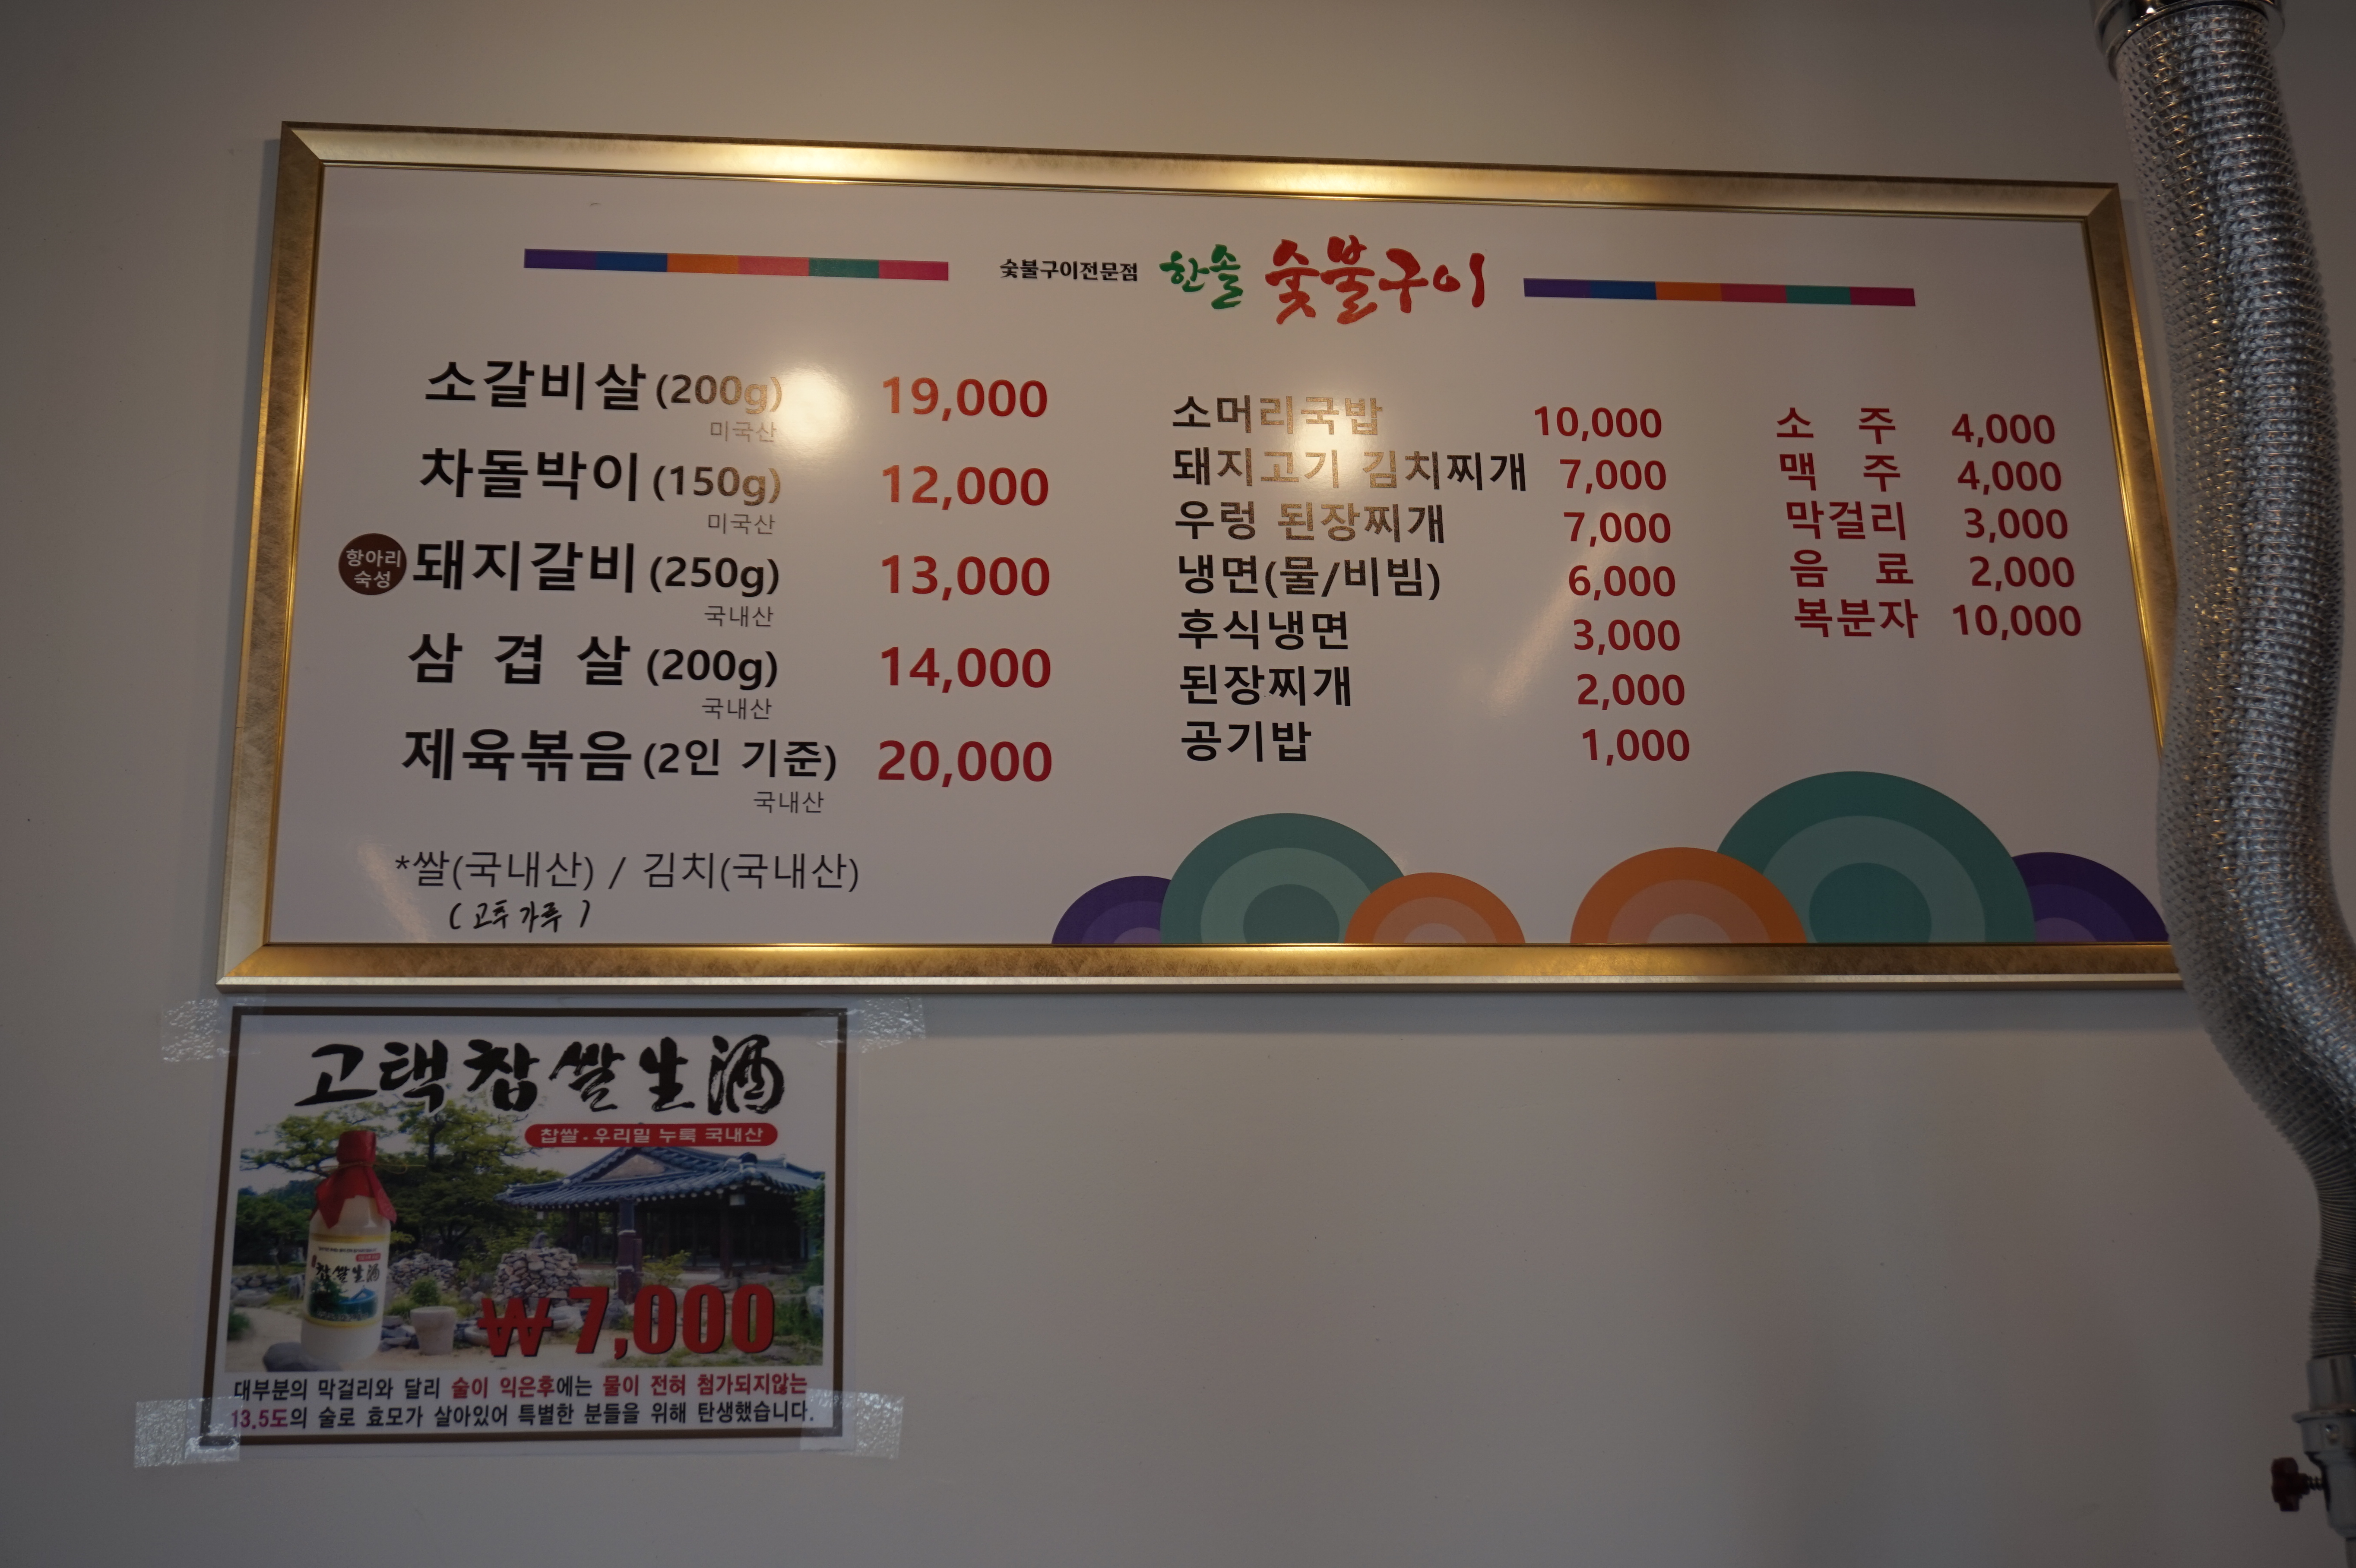 숯불구이전문점 한솔 숯불구이
소갈비살 (200g) 19,000
미국산
차돌박이 (150g) 12,000
미국산
항아리
숙성
돼지갈비 (250g) 13,000
국내산
삼 겹 살 (200g) 14,000
국내산
제육볶음 (2인 기준) 20,000
국내산
*쌀(국내산) / 김치(국내산)
(고추가루)
소머리국밥 10,000
돼지고기 김치찌개 7,000
우렁 된장찌개 7,000
냉면(물/비빔) 6,000
후식냉면 3,000
된장찌개 2,000
공기밥 1,000
소 주 4,000
맥 주 4,000
막걸리 3,000
음 료 2,000
복분자 10,000
고택 찹쌀生酒
찹쌀·우리밀 누룩 국내산
찹쌀生酒
₩7,000
대부분의 막걸리와 달리 술이 익은후에는 물이 전혀 첨가되지않는
13.5도의 술로 효모가 살아있어 특별한 분들을 위해 탄생했습니다.